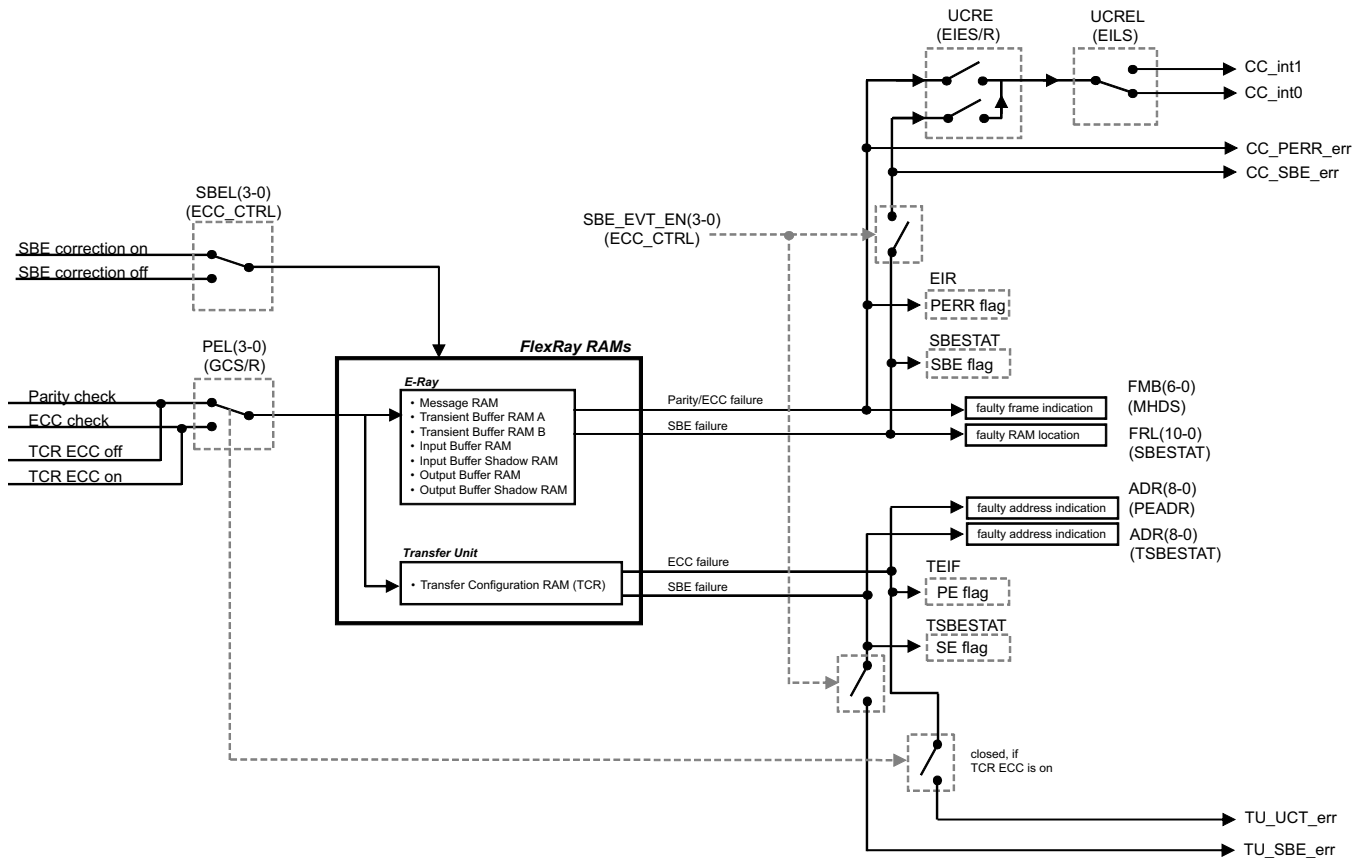 UCRE
(EIES/R)
UCREL
(EILS)
CC_int1
CC_int0
CC_PERR_err
CC_SBE_err
SBEL(3-0)
(ECC_CTRL)
SBE correction on
SBE correction off
SBE_EVT_EN(3-0)
(ECC_CTRL)
EIR
PERR flag
SBESTAT
SBE flag
PEL(3-0)
(GCS/R)
Parity check
ECC check
TCR ECC off
TCR ECC on
FlexRay RAMs
E-Ray
• Message RAM
• Transient Buffer RAM A
• Transient Buffer RAM B
• Input Buffer RAM
• Input Buffer Shadow RAM
• Output Buffer RAM
• Output Buffer Shadow RAM
Parity/ECC failure
SBE failure
faulty frame indication
FMB(6-0)
(MHDS)
faulty RAM location
FRL(10-0)
(SBESTAT)
faulty address indication
ADR(8-0)
(PEADR)
faulty address indication
ADR(8-0)
(TSBESTAT)
Transfer Unit
• Transfer Configuration RAM (TCR)
ECC failure
SBE failure
TEIF
PE flag
TSBESTAT
SE flag
closed, if
TCR ECC is on
TU_UCT_err
TU_SBE_err